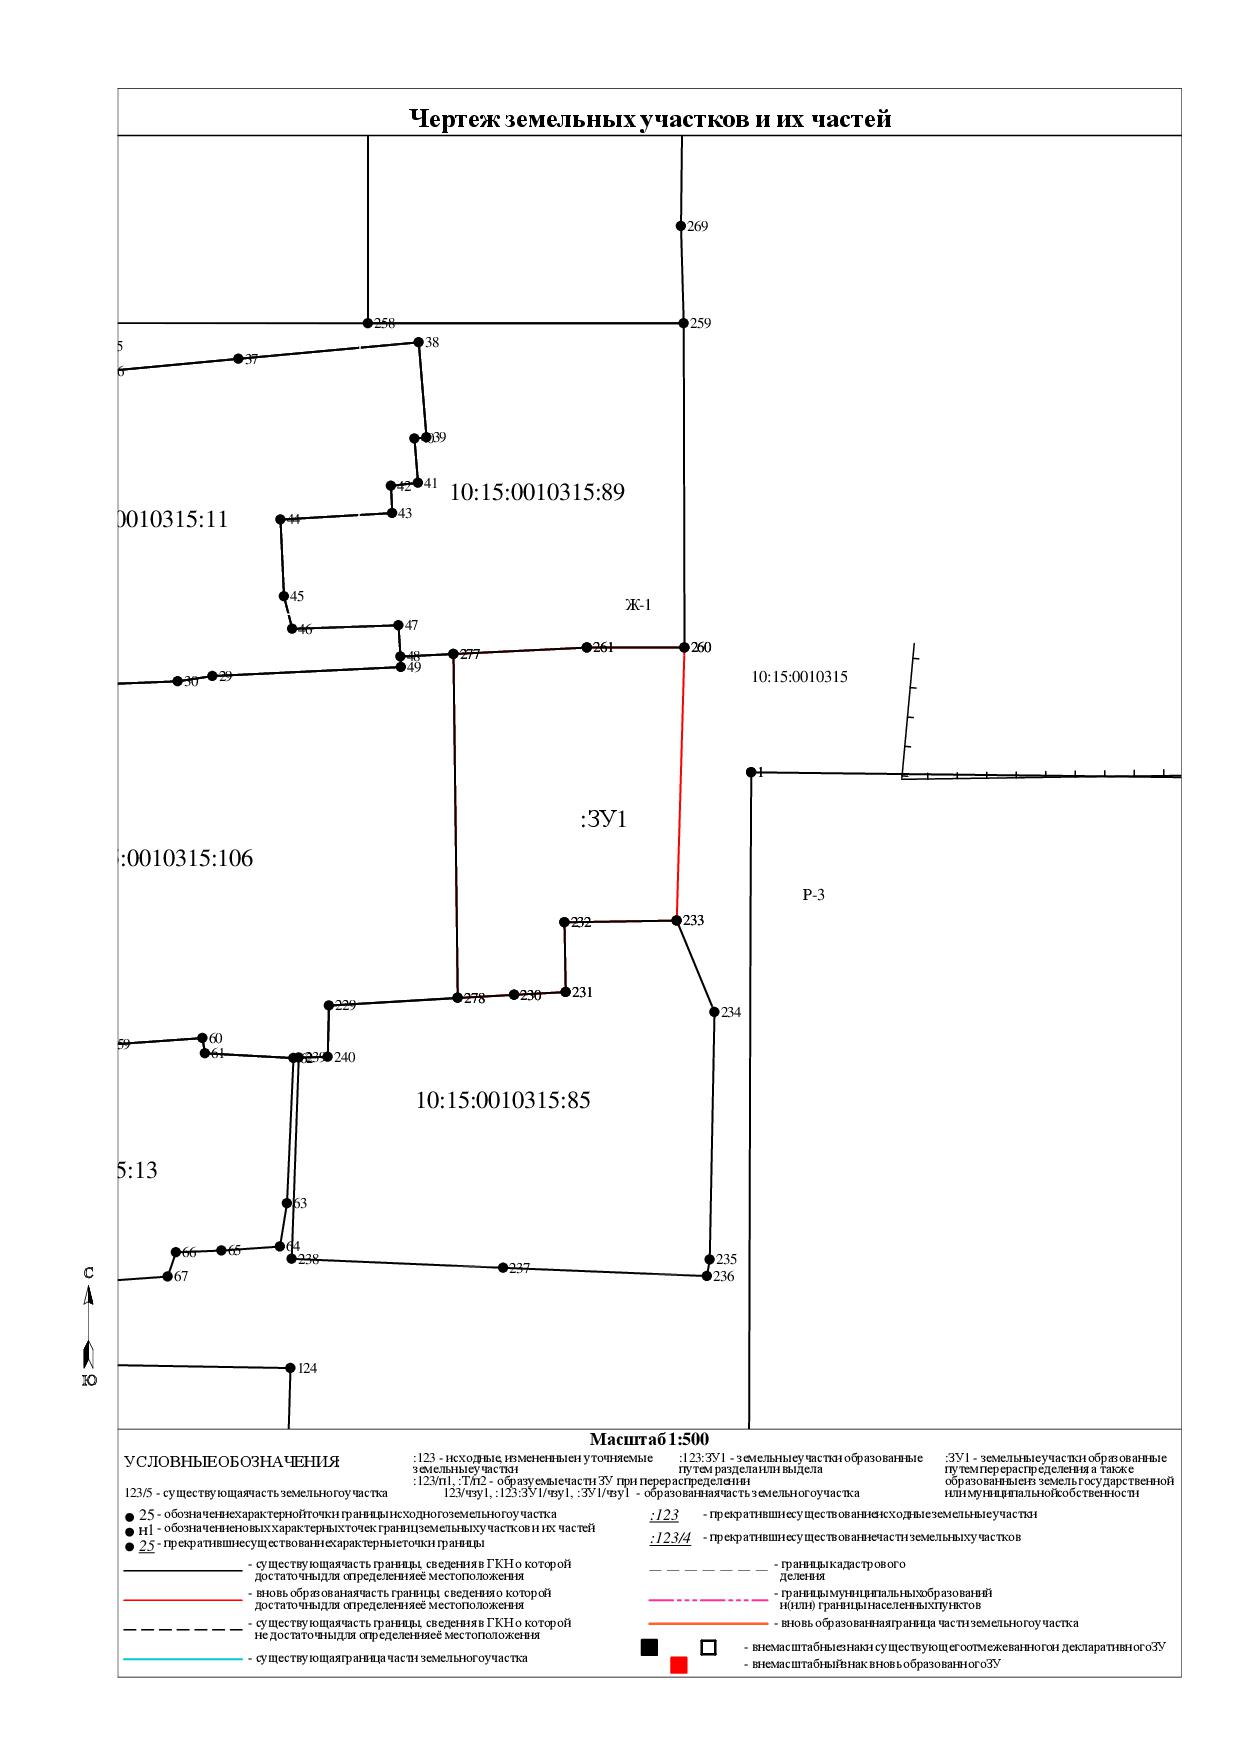 Чертеж земельных участков и их частей
269
258
259
5
38
37
6
39
41
42
10:15:0010315:89
43
0010315:11
44
45
Ж-1
47
46
261
260
277
48
49
29
30
10:15:0010315
1
:ЗУ1
:0010315:106
Р-3
232
233
231
230
278
229
234
60
59
61
239
240
10:15:0010315:85
5:13
63
64
65
66
238
235
237
236
67
С
Ю
124
Масштаб 1:500
УСЛОВНЫЕ ОБОЗНАЧЕНИЯ
:123 - исходные, измененные и уточняемые
земельные участки
:123/п1, :Т/п2 - образуемые части ЗУ при перераспределении
:123:ЗУ1 - земельные участки образованные
путем раздела или выдела
:ЗУ1 - земельные участки образованные
путем перераспределения, а также
образованные из земель государственной
или муниципальной собственности
123/5 - существующая часть земельного участка
123/чзу1, :123:ЗУ1/чзу1, :ЗУ1/чзу1 - образованная часть земельного участка
25 - обозначение характерной точки границы исходного земельного участка
н1 - обозначение новых характерных точек границ земельных участков и их частей
25 - прекратившие существование характерные точки границы
:123 - прекратившие существование исходные земельные участки
:123/4 - прекратившие существование части земельных участков
- существующая часть границы, сведения в ГКН о которой
достаточны для определения её местоположения
- вновь образованая часть границы, сведения о которой
достаточны для определения её местоположения
- существующая часть границы, сведения в ГКН о которой
не достаточны для определения её местоположения
- существующая граница части земельного участка
- границы кадастрового
деления
- границы муниципальных образований
и (или) границы населенных пунктов
- вновь образованная граница части земельного участка
- внемасштабные знаки существующего отмежеванного и декларативного ЗУ
- внемасштабный знак вновь образованного ЗУ